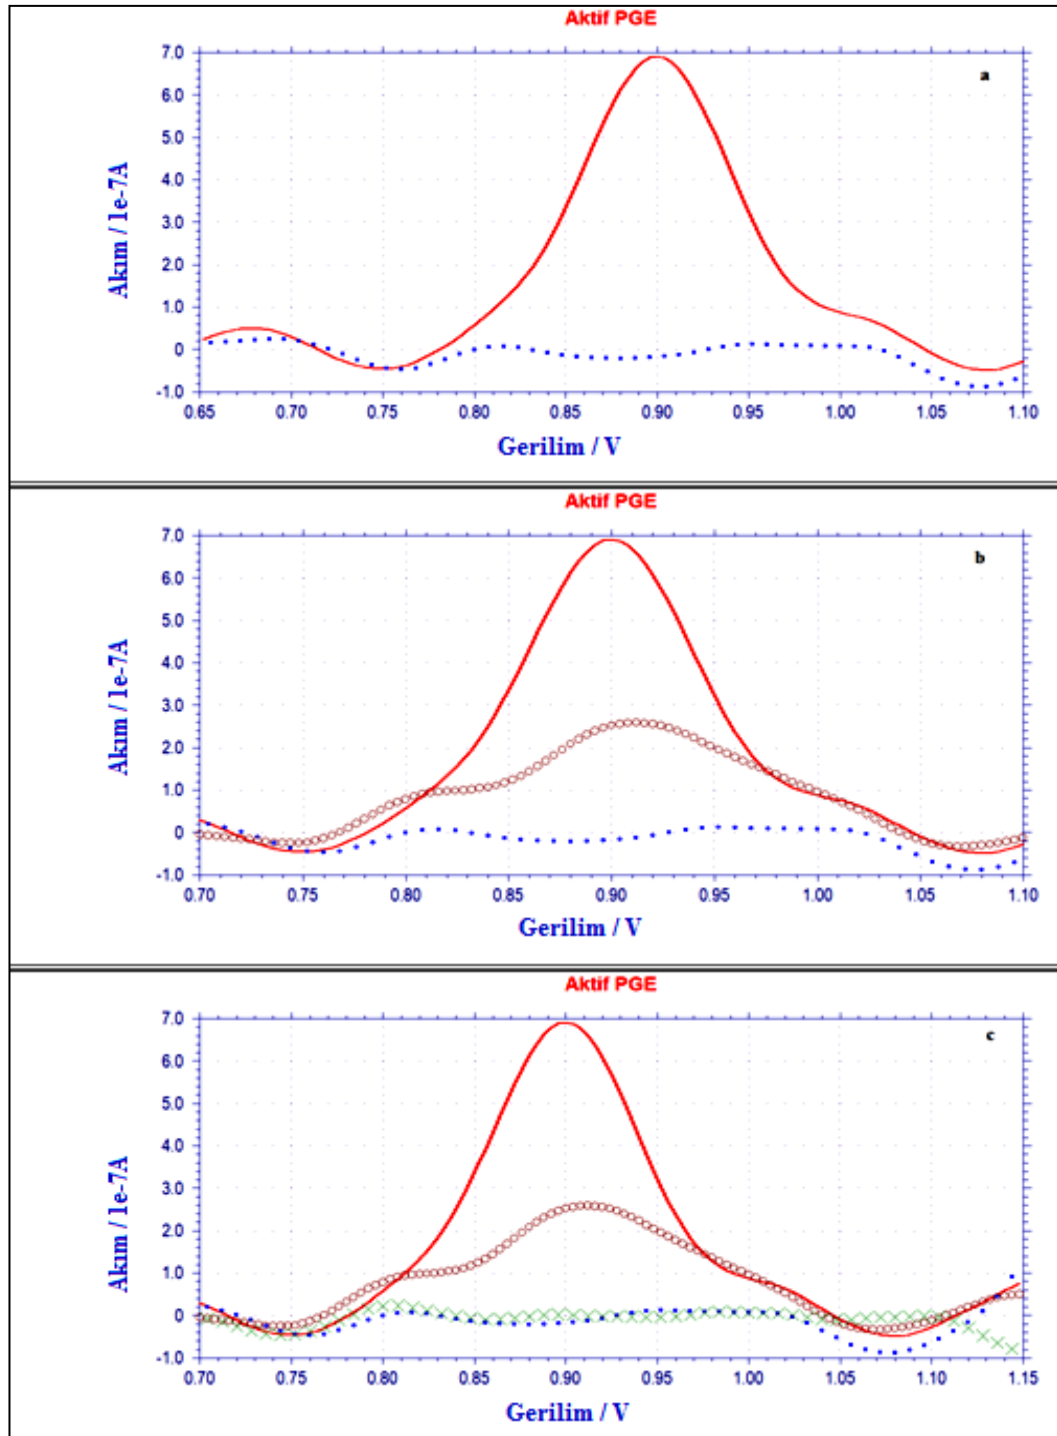 Aktif PGE
a
7.0
6.0
5.0
4.0
3.0
2.0
1.0
0
-1.0
Akım / 1e-7A
0.65 0.70 0.75 0.80 0.85 0.90 0.95 1.00 1.05 1.10
Gerilim / V
Aktif PGE
b
7.0
6.0
5.0
4.0
3.0
2.0
1.0
0
-1.0
Akım / 1e-7A
0.70 0.75 0.80 0.85 0.90 0.95 1.00 1.05 1.10
Gerilim / V
Aktif PGE
c
7.0
6.0
5.0
4.0
3.0
2.0
1.0
0
-1.0
Akım / 1e-7A
0.70 0.75 0.80 0.85 0.90 0.95 1.00 1.05 1.10 1.15
Gerilim / V